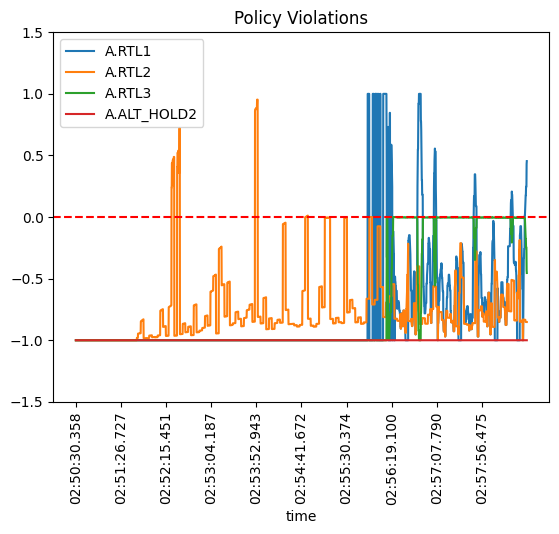 Policy Violations
A.RTL1
A.RTL2
A.RTL3
A.ALT_HOLD2
1.5
1.0
0.5
0.0
−0.5
−1.0
−1.5
02:50:30.358
02:51:26.727
02:52:15.451
02:53:04.187
02:53:52.943
02:54:41.672
02:55:30.374
02:56:19.100
02:57:07.790
02:57:56.475
time